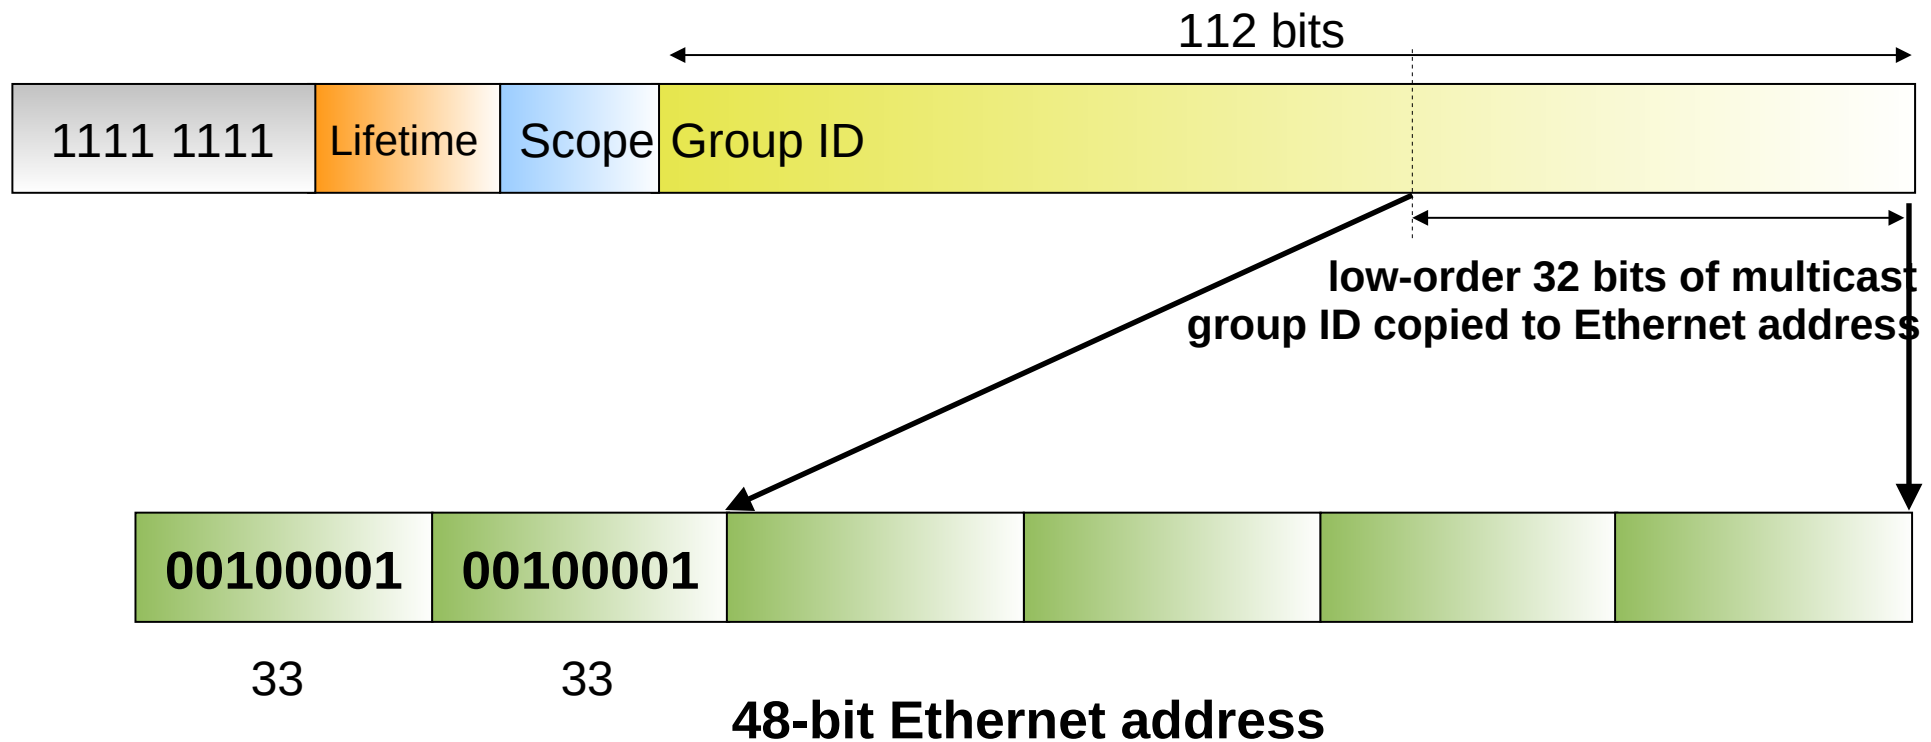 112 bits
1111 1111 Lifetime Scope Group ID
low-order 32 bits of multicast
group ID copied to Ethernet address
00100001 00100001
33 33
48-bit Ethernet address